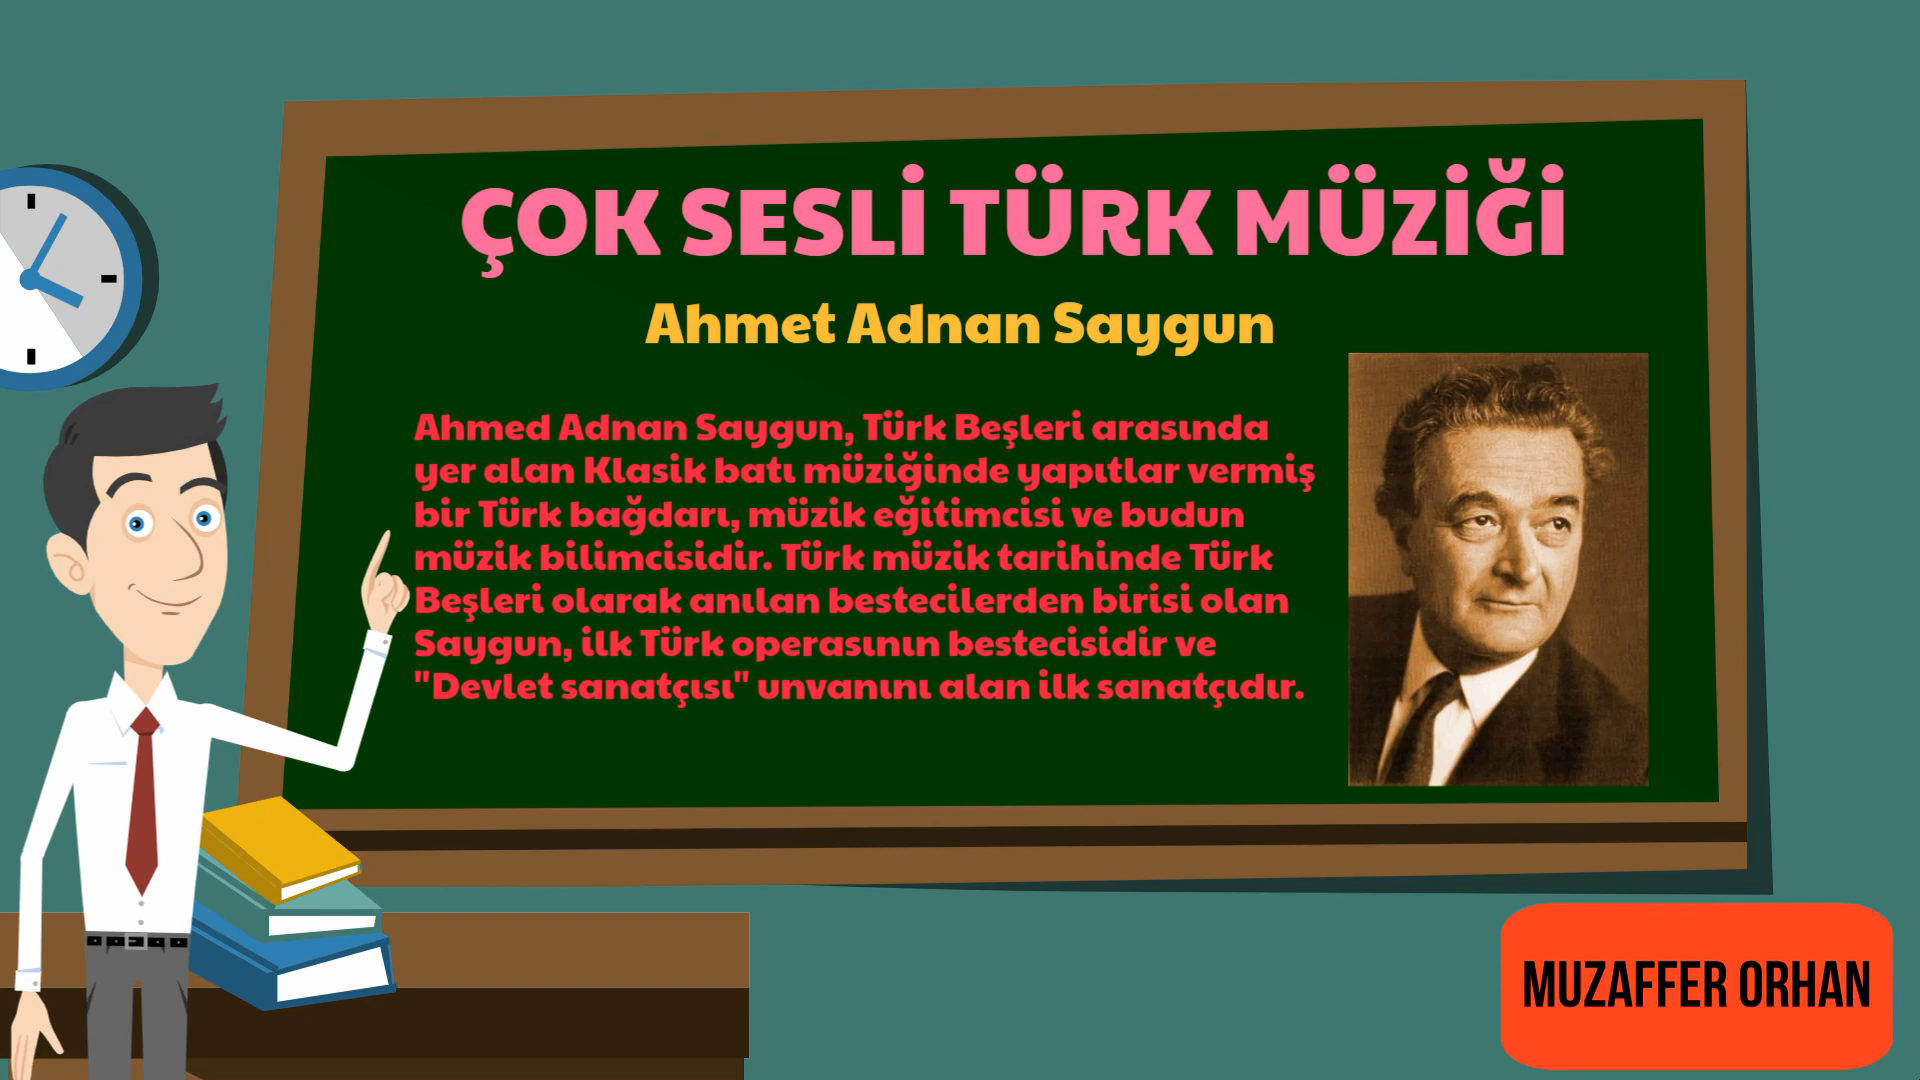 ÇOK SESLİ TÜRK MÜZİĞİ
Ahmet Adnan Saygun
Ahmed Adnan Saygun, Türk Beşleri arasında
yer alan Klasik batı müziğinde yapıtlar vermiş
bir Türk bağdarı, müzik eğitimcisi ve budun
müzik bilimcisidir. Türk müzik tarihinde Türk
Beşleri olarak anılan bestecilerden birisi olan
Saygun, ilk Türk operasının bestecisidir ve
"Devlet sanatçısı" unvanını alan ilk sanatçıdır.
MUZAFFER ORHAN